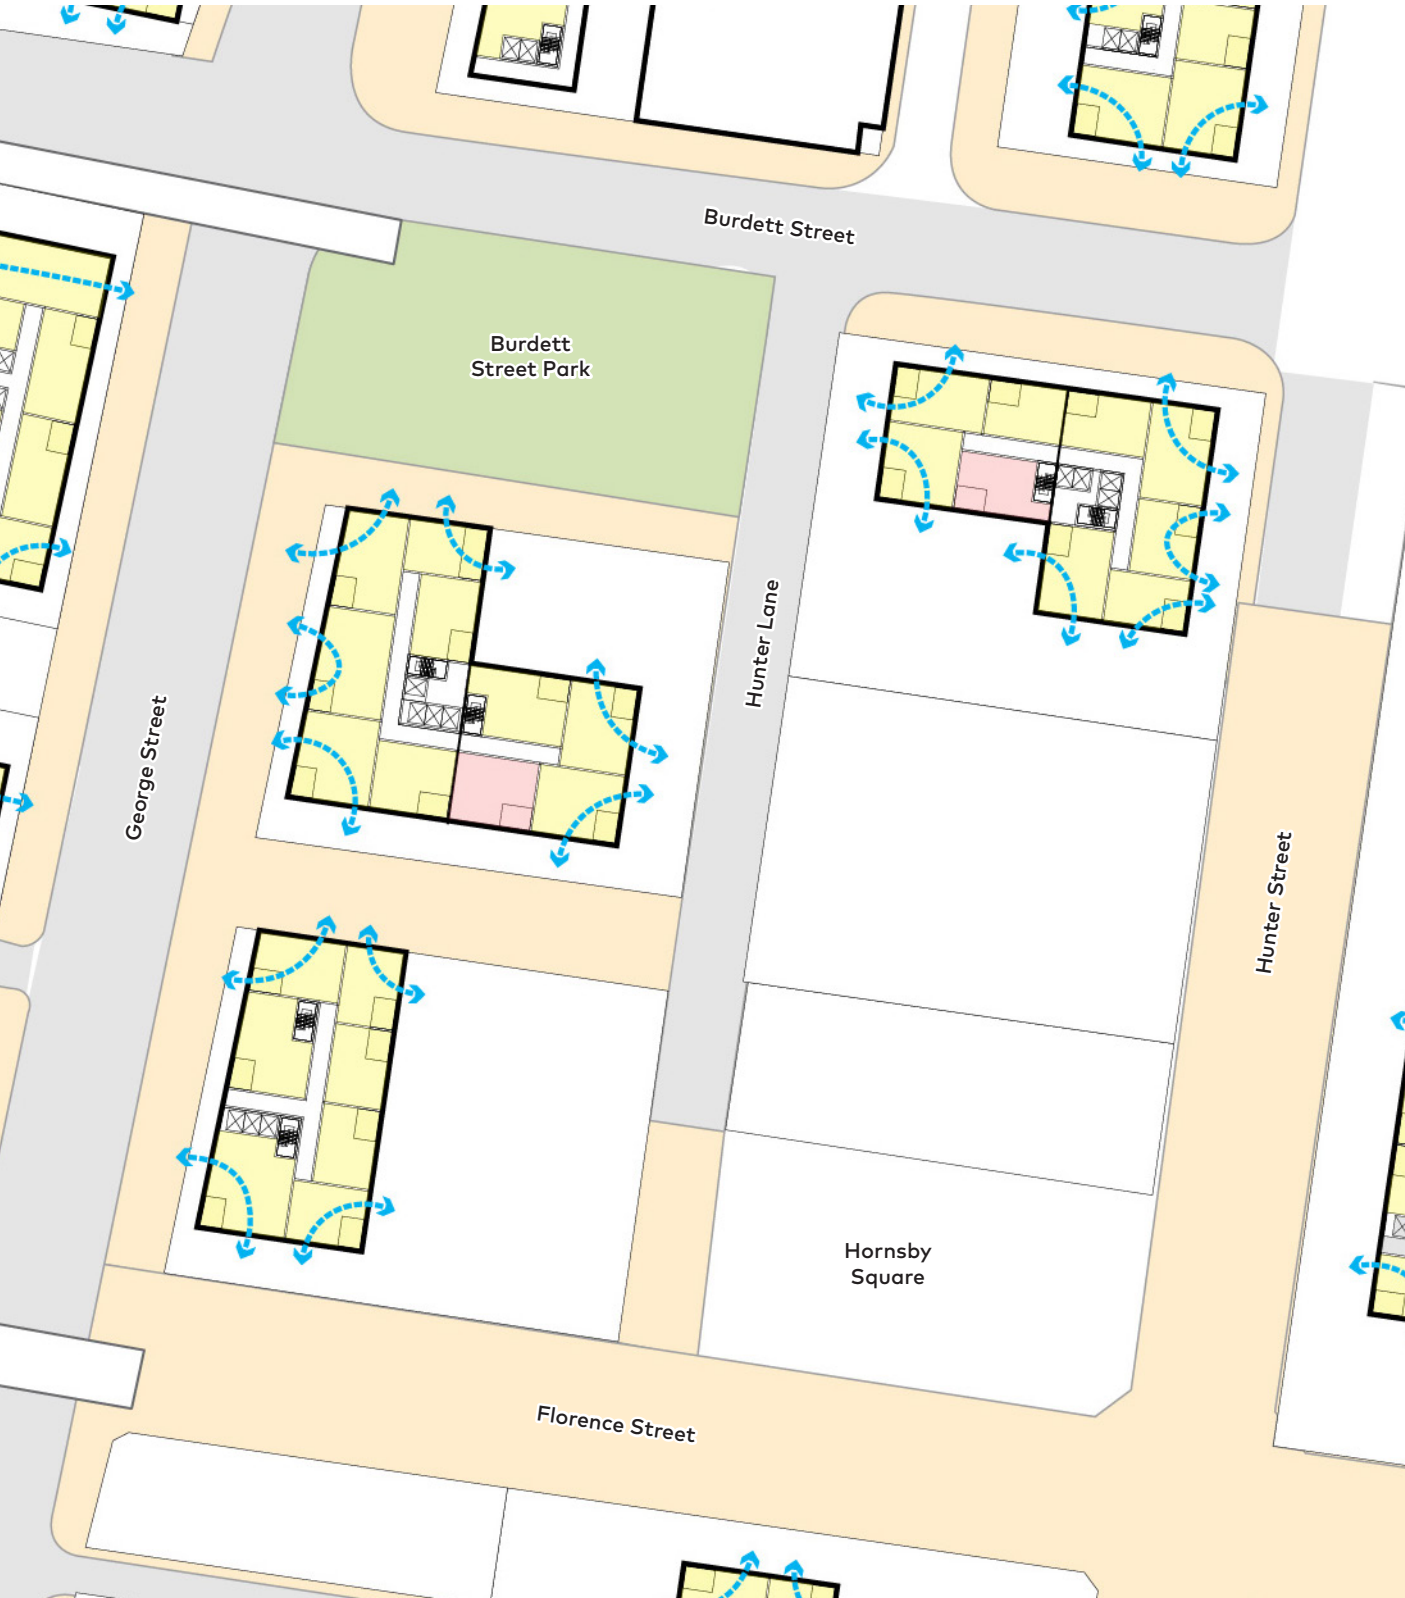 Burdett Street
Burdett
Street Park
Hunter Lane
George Street
Hunter Street
Hornsby
Square
Florence Street